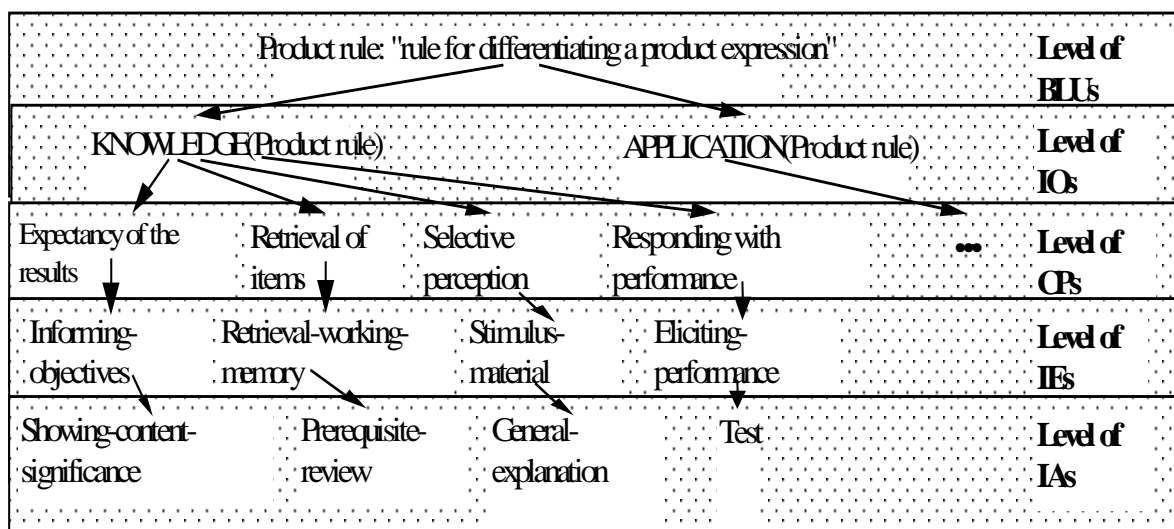 Product rule: "rule for differentiating a product expression"
Level of
BLUs
KNOWLEDGE(Product rule)
APPLICATION(Product rule)
Level of
IOs
Expectancy of the
results
Retrieval of
items
Selective
perception
Responding with
performance
...
Level of
CPs
Informing-
objectives
Retrieval-working-
memory
Stimulus-
material
Eliciting-
performance
Level of
IEs
Showing-content-
significance
Prerequisite-
review
General-
explanation
Test
Level of
IAs